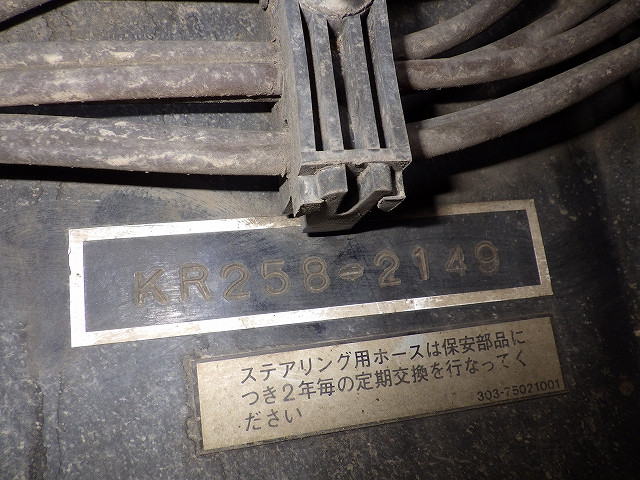 KR258-2149
ステアリング用ホースは保安部品に
つき2年毎の定期交換を行なってく
ださい
303-75021001